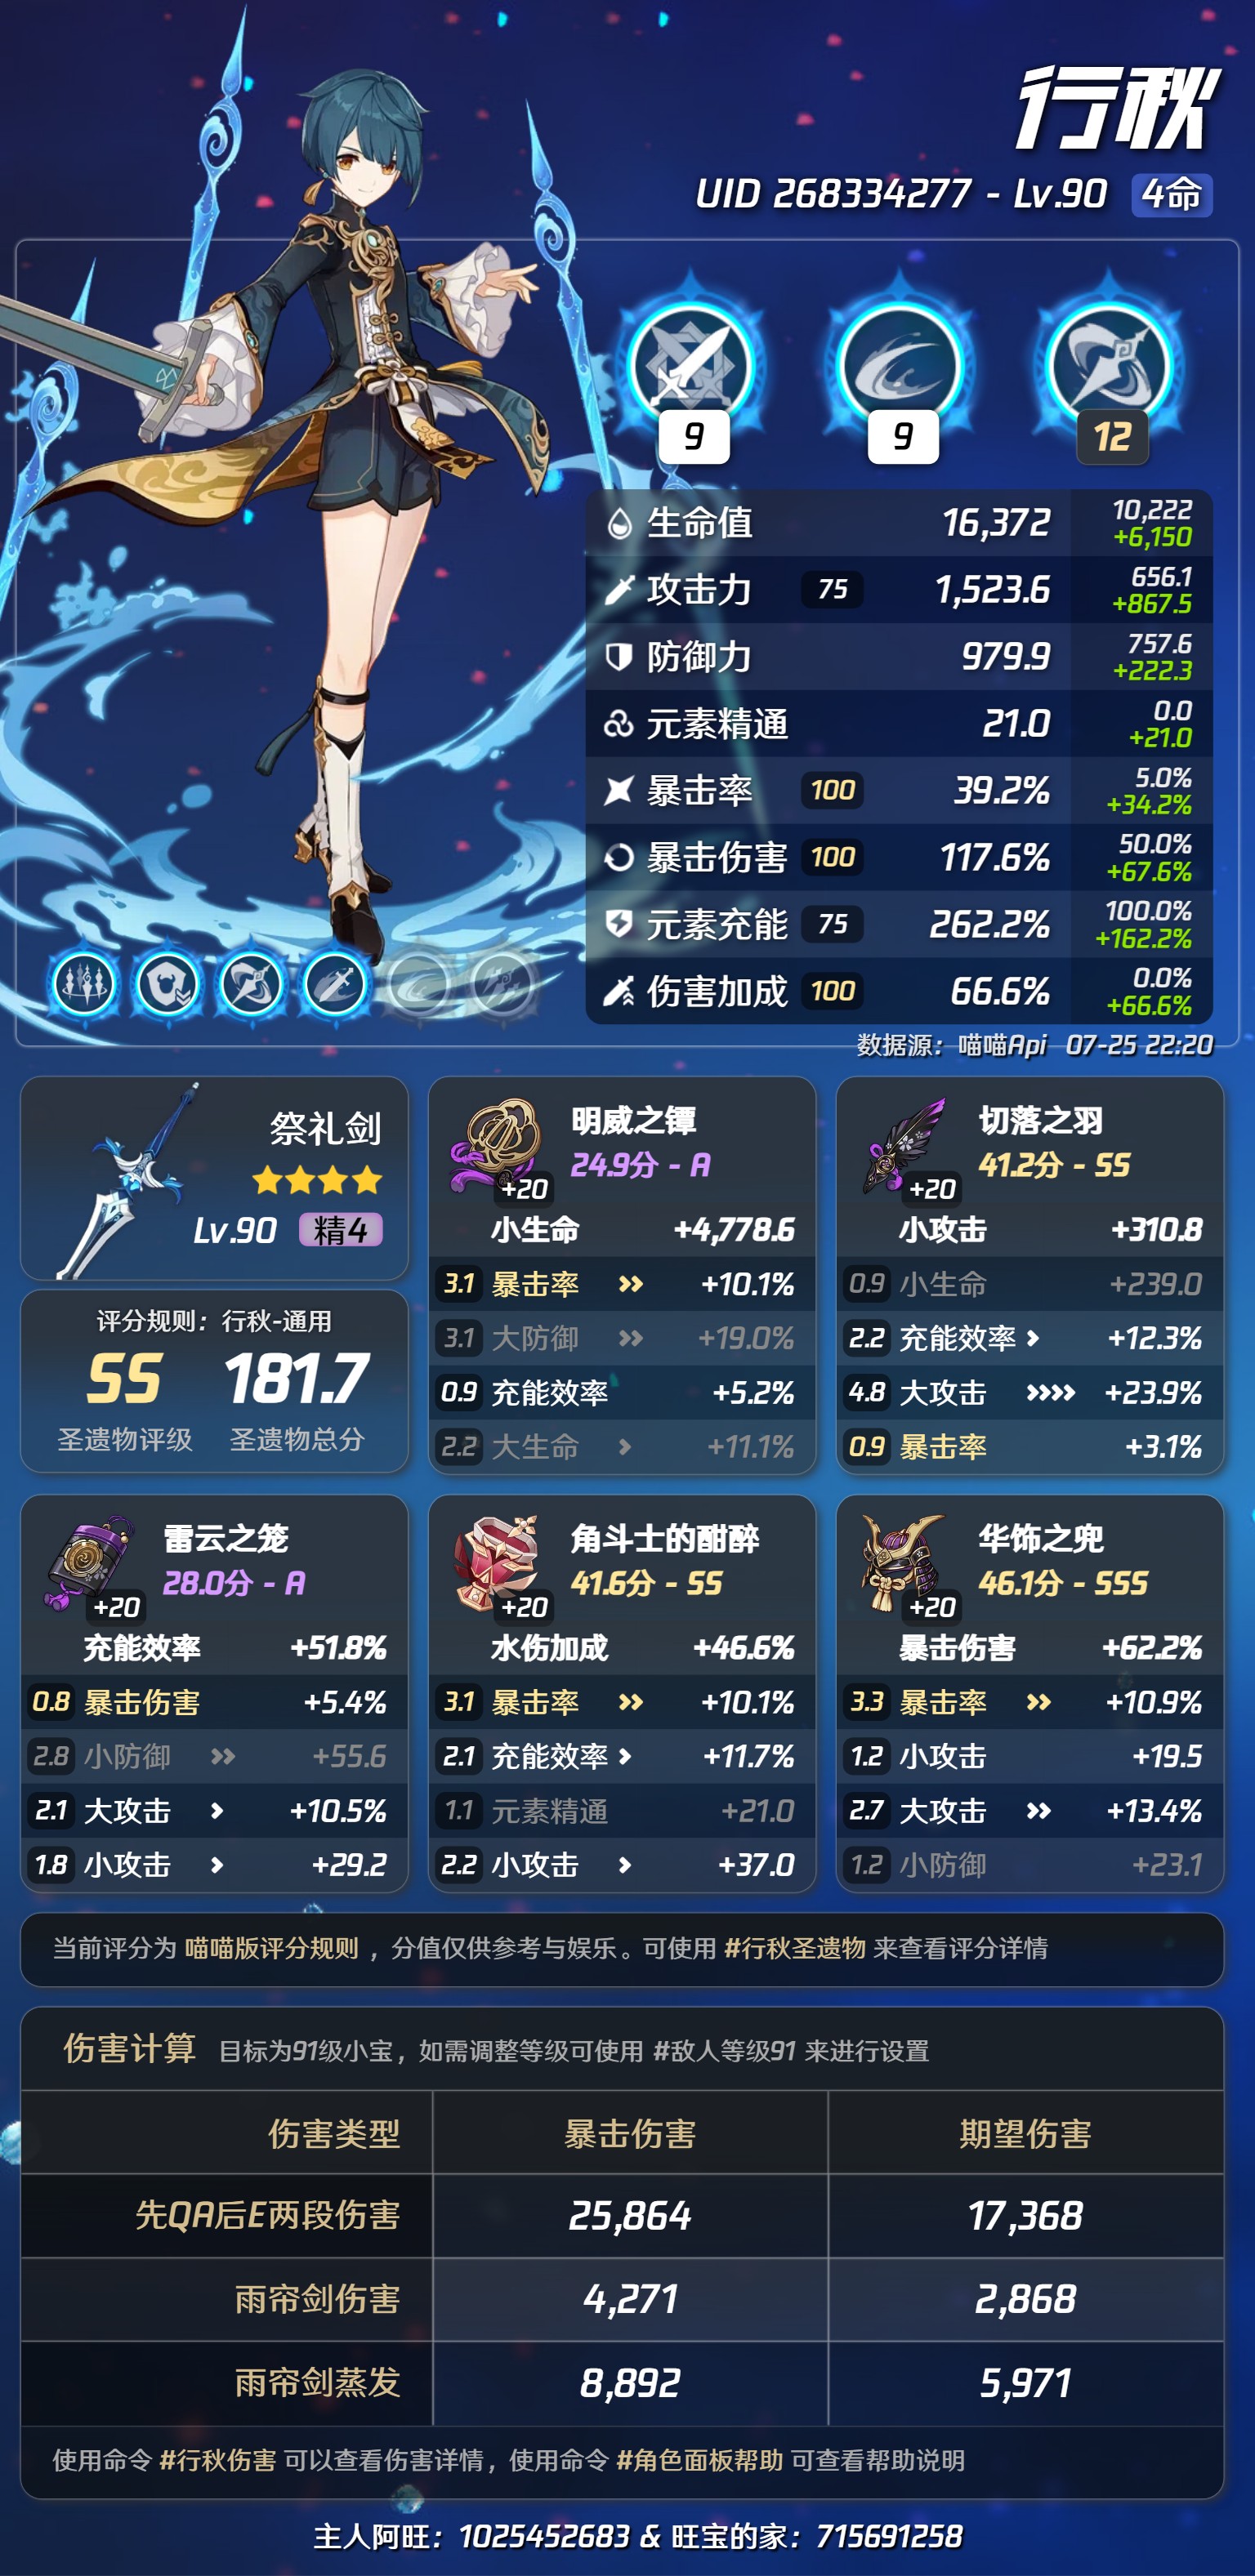 行秋
UID 268334277 - Lv.90 4命
9 9 12
生命值 16,372 10,222 +6,150
攻击力 75 1,523.6 656.1 +867.5
防御力 979.9 757.6 +222.3
元素精通 21.0 0.0 +21.0
暴击率 100 39.2% 5.0% +34.2%
暴击伤害 100 117.6% 50.0% +67.6%
元素充能 75 262.2% 100.0% +162.2%
伤害加成 100 66.6% 0.0% +66.6%
数据源：喵喵Api 07-25 22:20
祭礼剑
Lv.90 精4
评分规则：行秋-通用
SS 181.7
圣遗物评级 圣遗物总分
明威之镡
24.9分 - A
+20
小生命 +4,778.6
3.1 暴击率 +10.1%
3.1 大防御 +19.0%
0.9 充能效率 +5.2%
2.2 大生命 +11.1%
切落之羽
41.2分 - SS
+20
小攻击 +310.8
0.9 小生命 +239.0
2.2 充能效率 +12.3%
4.8 大攻击 +23.9%
0.9 暴击率 +3.1%
雷云之笼
28.0分 - A
+20
充能效率 +51.8%
0.8 暴击伤害 +5.4%
2.8 小防御 +55.6
2.1 大攻击 +10.5%
1.8 小攻击 +29.2
角斗士的酣醉
41.6分 - SS
+20
水伤加成 +46.6%
3.1 暴击率 +10.1%
2.1 充能效率 +11.7%
1.1 元素精通 +21.0
2.2 小攻击 +37.0
华饰之兜
46.1分 - SSS
+20
暴击伤害 +62.2%
3.3 暴击率 +10.9%
1.2 小攻击 +19.5
2.7 大攻击 +13.4%
1.2 小防御 +23.1
当前评分为 喵喵版评分规则 ，分值仅供参考与娱乐。可使用 #行秋圣遗物 来查看评分详情
伤害计算 目标为91级小宝，如需调整等级可使用 #敌人等级91 来进行设置
伤害类型 暴击伤害 期望伤害
先QA后E两段伤害 25,864 17,368
雨帘剑伤害 4,271 2,868
雨帘剑蒸发 8,892 5,971
使用命令 #行秋伤害 可以查看伤害详情，使用命令 #角色面板帮助 可查看帮助说明
主人阿旺：1025452683 & 旺宝的家：715691258